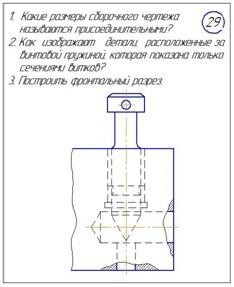 1. Какие размеры сборочного чертежа
называются присоединительными?
29
2. Как изображают детали, расположенные за
винтовой пружиной, которая показана только
сечениями витков?
3. Построить фронтальный разрез.